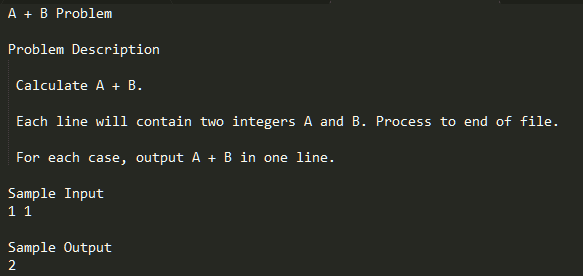 A + B Problem
Problem Description
Calculate A + B.
Each line will contain two integers A and B. Process to end of file.
For each case, output A + B in one line.
Sample Input
1 1
Sample Output
2